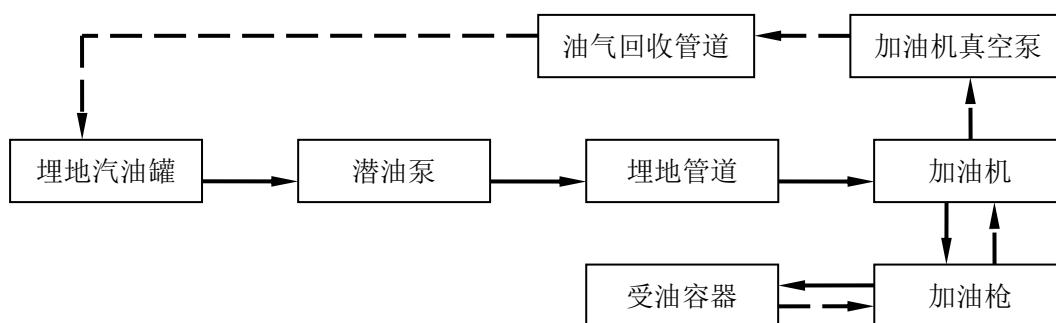 油气回收管道
加油机真空泵
埋地汽油罐
潜油泵
埋地管道
加油机
受油容器
加油枪